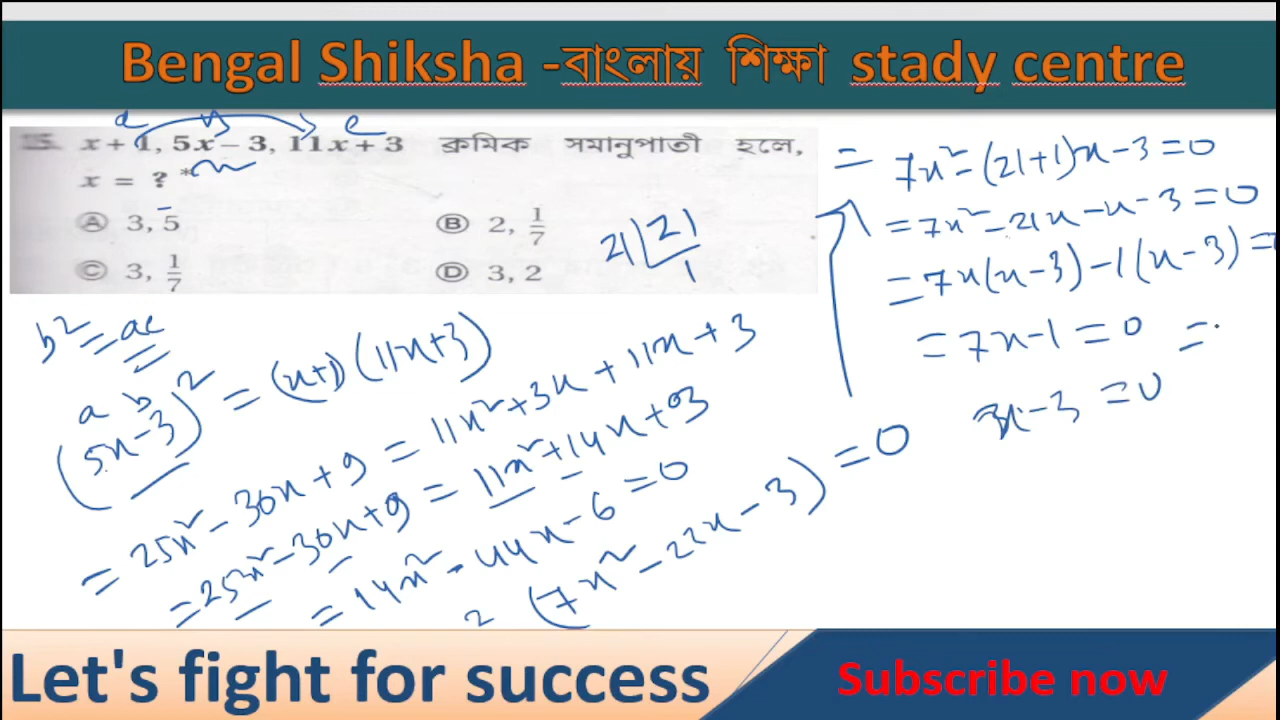 Bengal Shiksha -বাংলায় শিক্ষা stady centre
a b c
x + 1, 5x − 3, 11x + 3 ক্রমিক সমানুপাতী হলে,
x = ? *
A 3, 5
B 2, 1/7
C 3, 1/7
D 3, 2
21 | 21
1
b² = ac
a b
(5x-3)² = (x+1)(11x+3)
= 25x² - 30x + 9 = 11x² + 3x + 11x + 3
= 25x² - 30x + 9 = 11x² + 14x + 3
= 14x² - 44x - 6 = 0
2 (7x² - 22x - 3) = 0
= 7x² - (21+1)x - 3 = 0
= 7x² - 21x - x - 3 = 0
= 7x(x-3) - 1(x-3) =
= 7x - 1 = 0 =
x - 3 = 0
Let's fight for success
Subscribe now